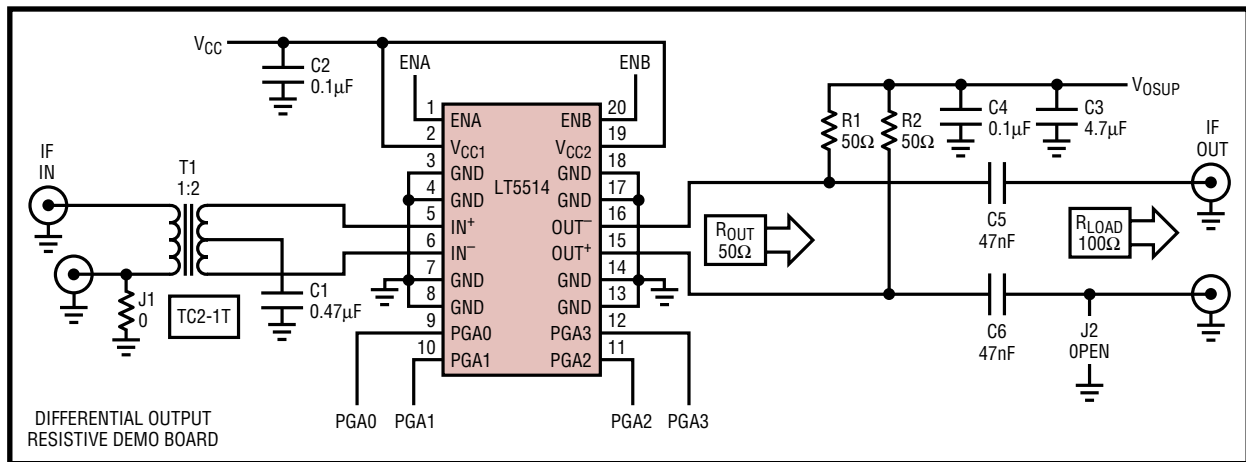 V_CC
C2
0.1µF
ENA
ENB
V_OSUP
R1
50Ω
R2
50Ω
C4
0.1µF
C3
4.7µF
IF
IN
T1
1:2
TC2-1T
J1
0
C1
0.47µF
LT5514
1 ENA
2 V_CC1
3 GND
4 GND
5 IN+
6 IN−
7 GND
8 GND
9 PGA0
10 PGA1
20 ENB
19 V_CC2
18 GND
17 GND
16 OUT−
15 OUT+
14 GND
13 GND
12 PGA3
11 PGA2
R_OUT
50Ω
C5
47nF
R_LOAD
100Ω
IF
OUT
C6
47nF
J2
0PEN
PGA0
PGA1
PGA2
PGA3
DIFFERENTIAL OUTPUT
RESISTIVE DEMO BOARD